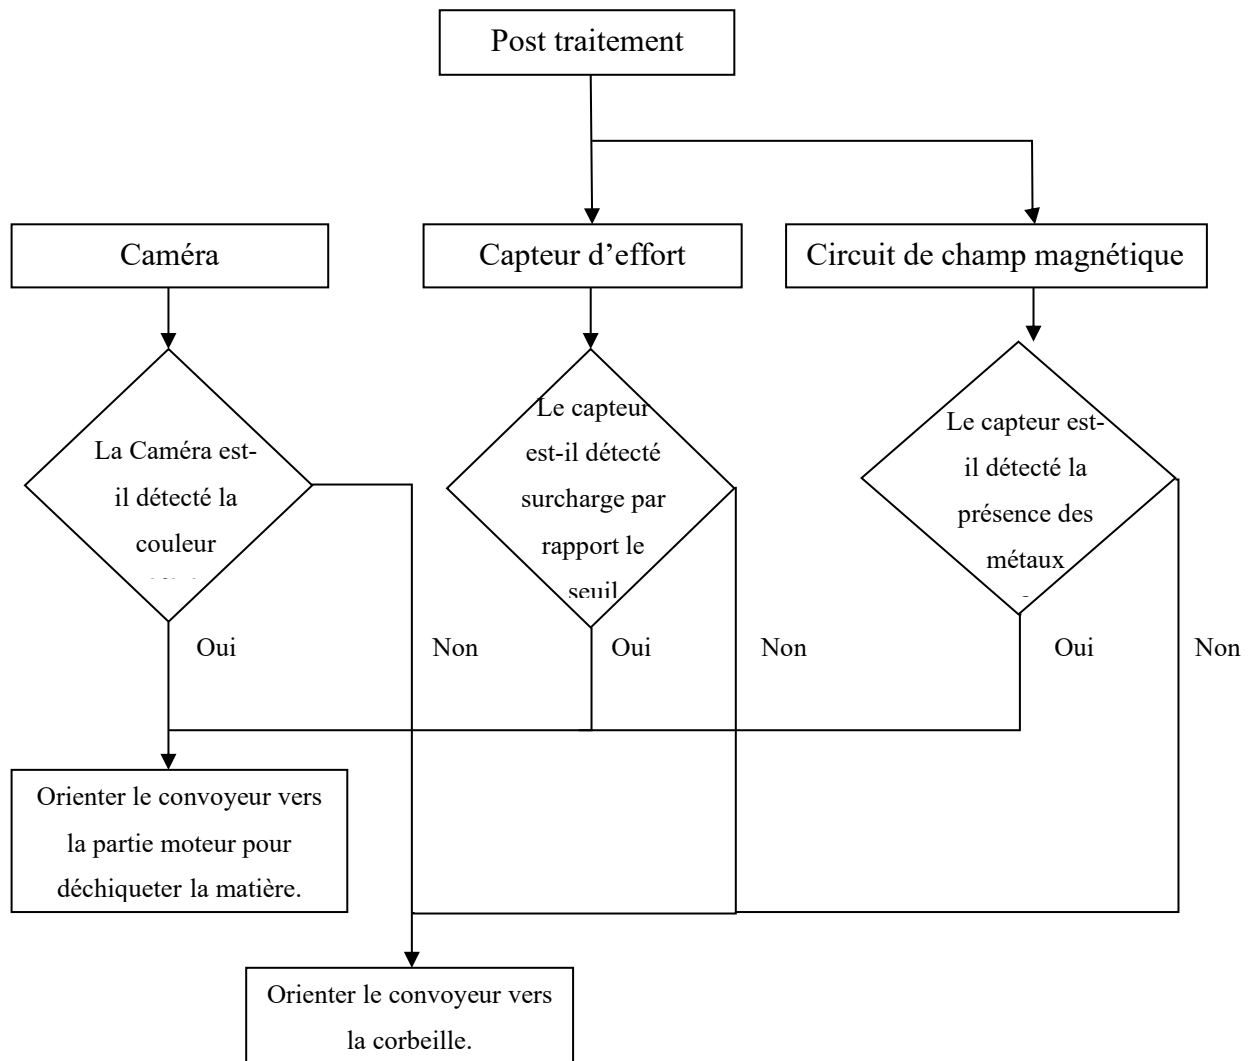 Post traitement
Caméra
Capteur d’effort
Circuit de champ magnétique
La Caméra est-
il détecté la
couleur
Le capteur
est-il détecté
surcharge par
rapport le
seuil
Le capteur est-
il détecté la
présence des
métaux
Oui
Non
Oui
Non
Oui
Non
Orienter le convoyeur vers
la partie moteur pour
déchiqueter la matière.
Orienter le convoyeur vers
la corbeille.